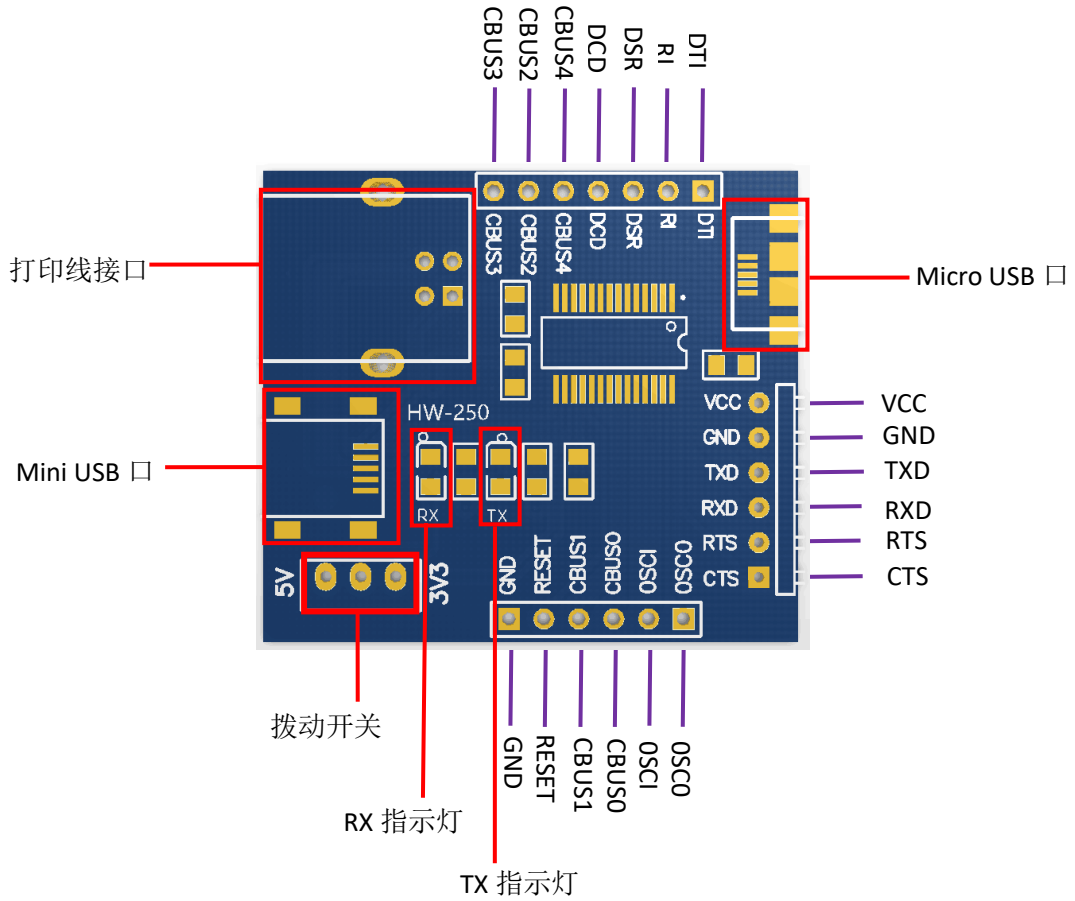 CBUS3
CBUS2
CBUS4
DCD
DSR
RI
DTI
CBUS3
CBUS2
CBUS4
DCD
DSR
RI
DTI
打印线接口
Micro USB 口
HW-250
VCC
VCC
GND
GND
Mini USB 口
TXD
TXD
RX
TX
RXD
RXD
RTS
RTS
CTS
CTS
5V
3V3
GND
RESET
CBUS1
CBUS0
OSCI
OSCO
拨动开关
GND
RESET
CBUS1
CBUS0
OSCI
OSCO
RX 指示灯
TX 指示灯